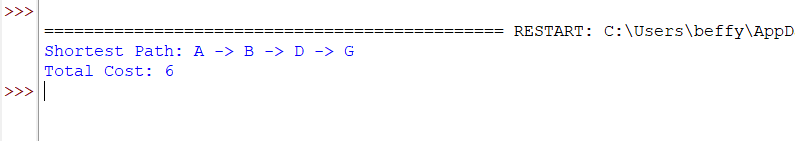 >>>
============================================== RESTART: C:\Users\beffy\AppD
Shortest Path: A -> B -> D -> G
Total Cost: 6
>>>